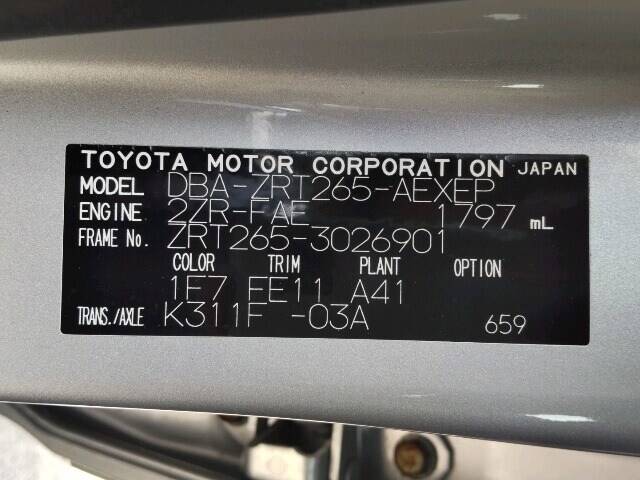 TOYOTA MOTOR CORPORATION JAPAN
MODEL DBA-ZRT265-AEXEP
ENGINE 2ZR-FAE 1797 mL
FRAME No. ZRT265-3026901
COLOR TRIM PLANT OPTION
1E7 EE11 A41
TRANS./AXLE K311F -03A 659